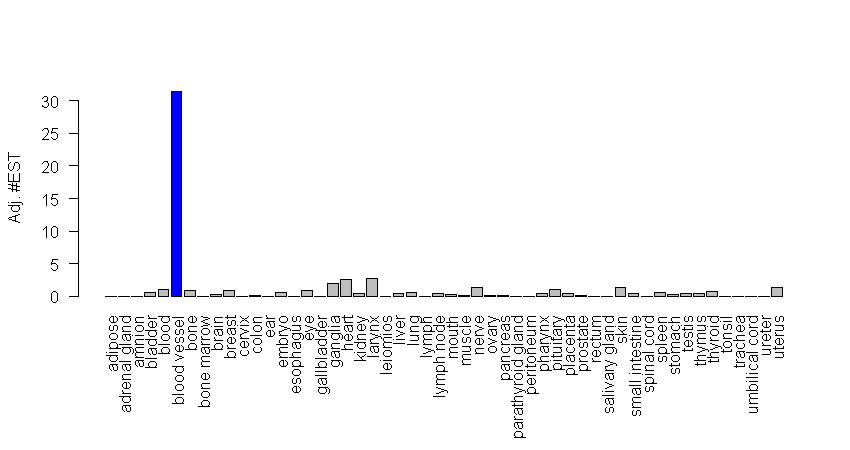 Adj. #EST
30
25
20
15
10
5
0
adipose
adrenal gland
amnion
bladder
blood
blood vessel
bone
bone marrow
brain
breast
cervix
colon
ear
embryo
esophagus
eye
gallbladder
ganglia
heart
kidney
larynx
leiomios
liver
lung
lymph
lymph node
mouth
muscle
nerve
ovary
pancreas
parathyroid gland
peritoneum
pharynx
pituitary
placenta
prostate
rectum
salivary gland
skin
small intestine
spinal cord
spleen
stomach
testis
thymus
thyroid
tonsil
trachea
umbilical cord
ureter
uterus